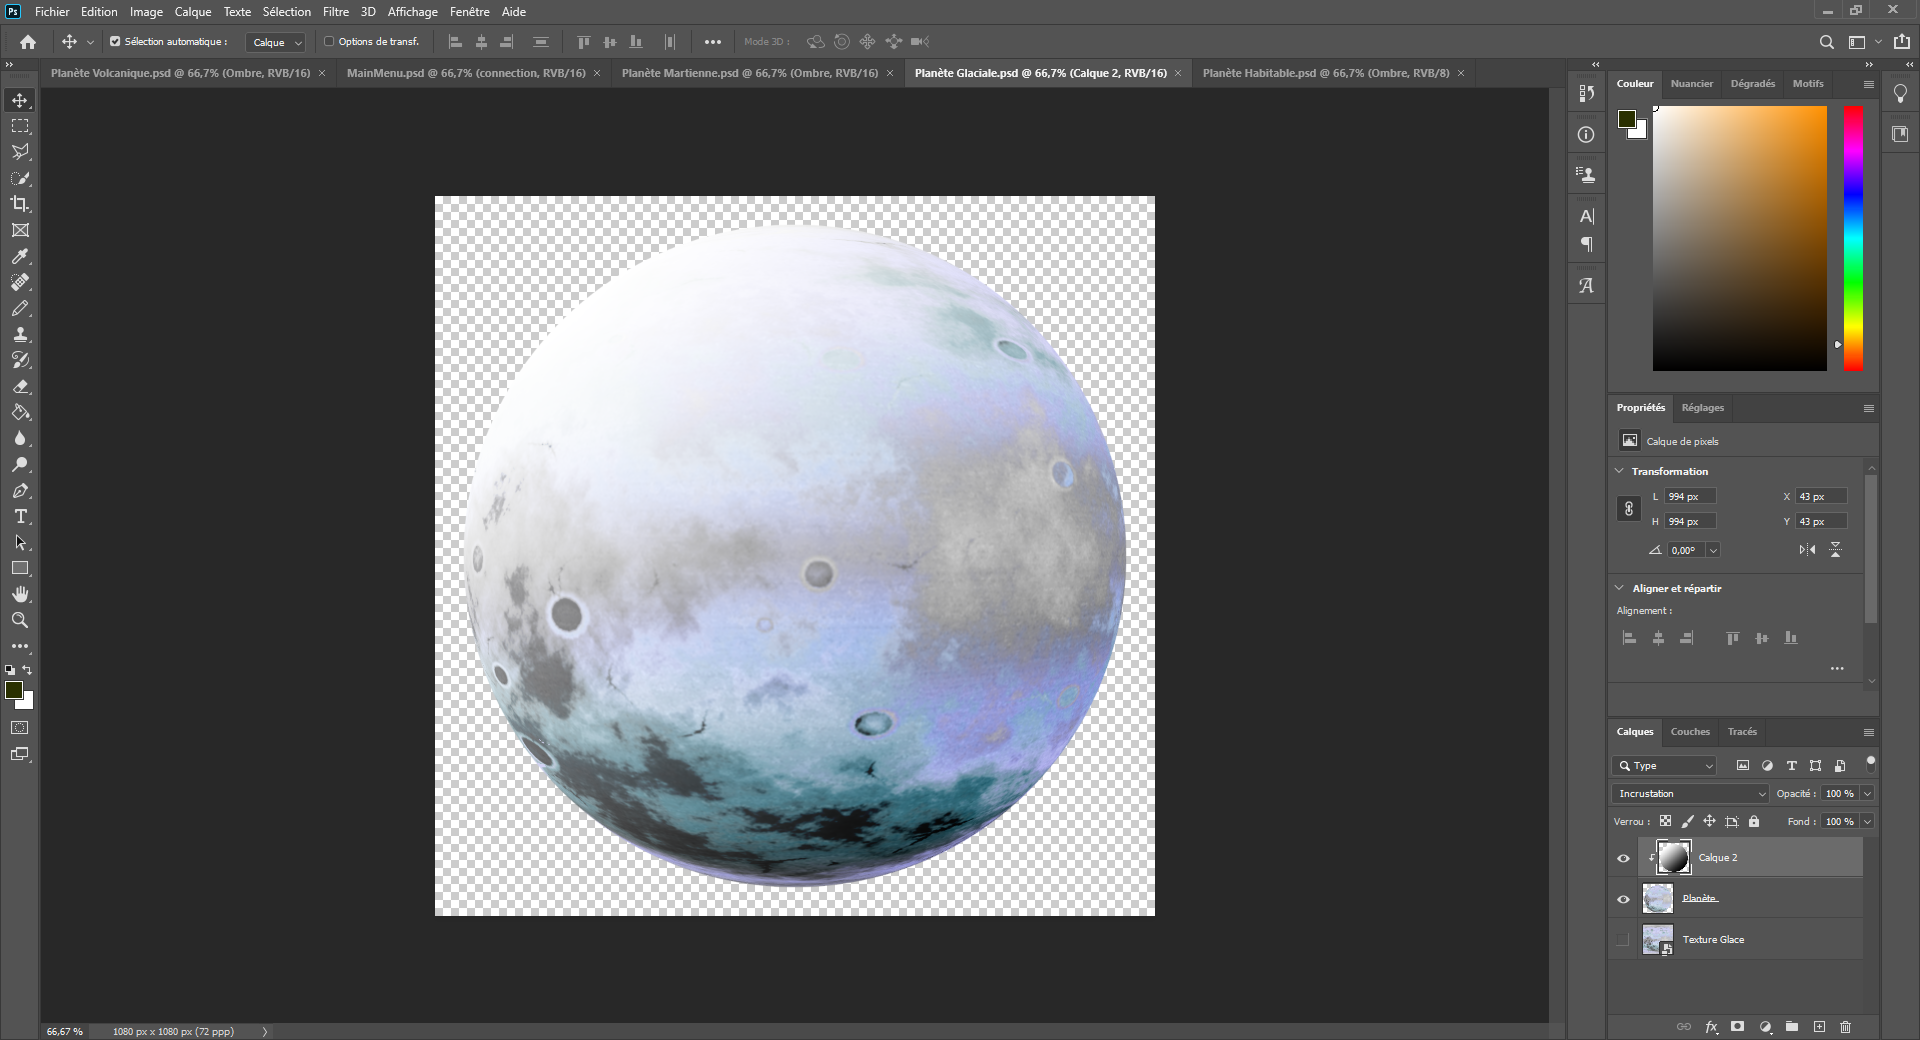 Ps Fichier Edition Image Calque Texte Sélection Filtre 3D Affichage Fenêtre Aide
Sélection automatique : Calque Options de transf. Mode 3D :
Planète Volcanique.psd @ 66,7% (Ombre, RVB/16) MainMenu.psd @ 66,7% (connection, RVB/16) Planète Martienne.psd @ 66,7% (Ombre, RVB/16) Planète Glaciale.psd @ 66,7% (Calque 2, RVB/16) Planète Habitable.psd @ 66,7% (Ombre, RVB/8)
Couleur Nuancier Dégradés Motifs
Propriétés Réglages
Calque de pixels
Transformation
L 994 px X 43 px
H 994 px Y 43 px
0,00°
Aligner et répartir
Alignement :
Calques Couches Tracés
Type
Incrustation Opacité : 100 %
Verrou : Fond : 100 %
Calque 2
Planète
Texture Glace
66,67 % 1080 px x 1080 px (72 ppp)